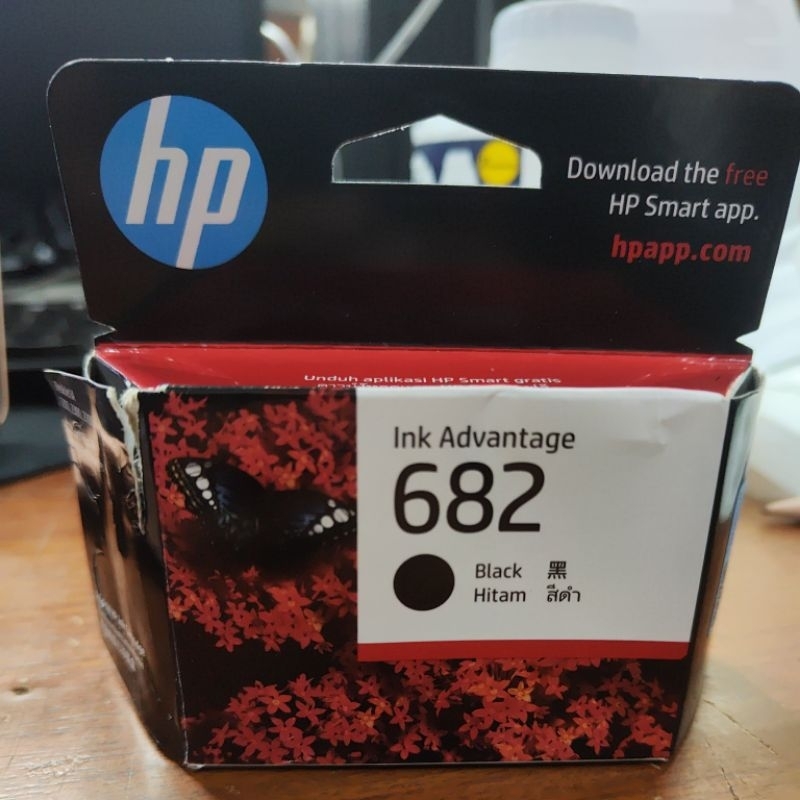 hp
Download the free
HP Smart app.
hpapp.com
Unduh aplikasi HP Smart gratis
Ink Advantage
682
Black 黑
Hitam สีดำ